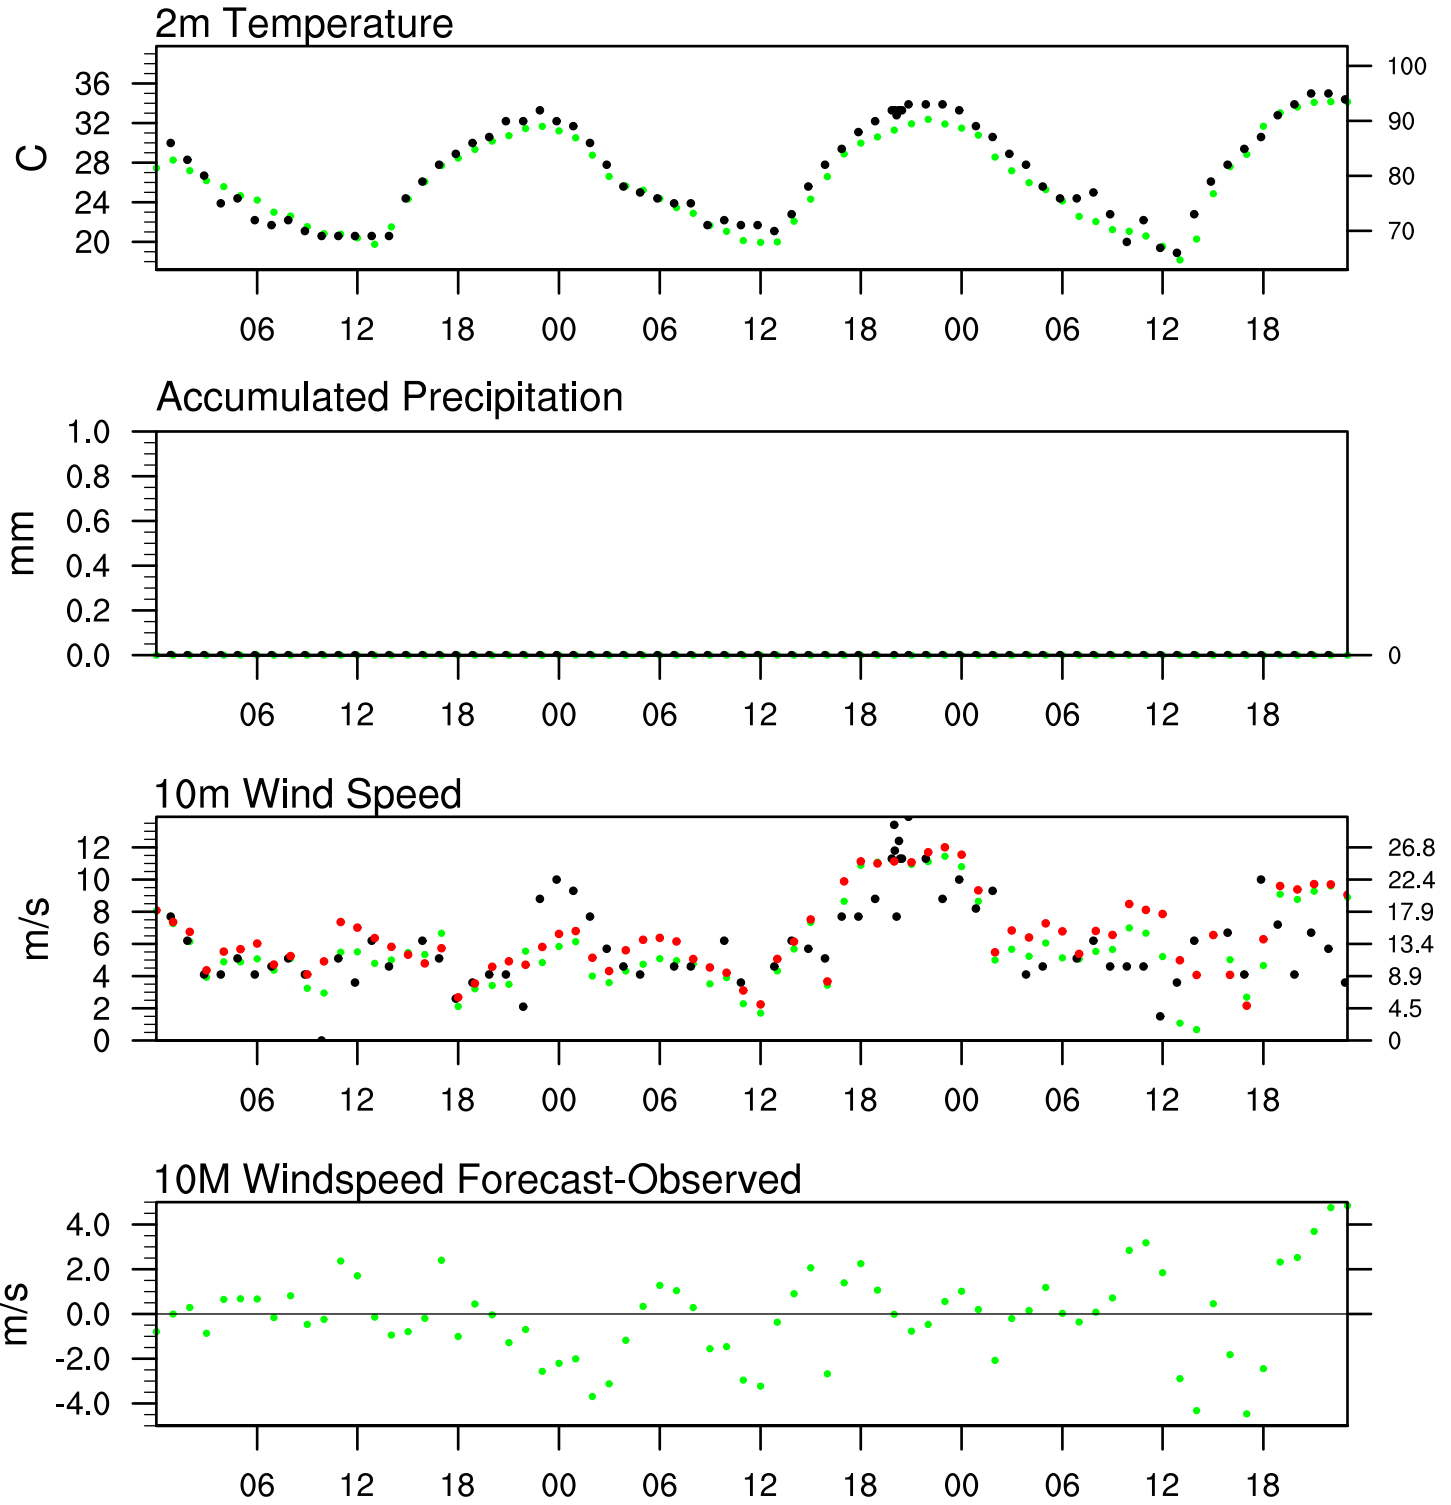 2m Temperature
36
32
28
24
20
C
100
90
80
70
06 12 18 00 06 12 18 00 06 12 18
Accumulated Precipitation
1.0
0.8
0.6
0.4
0.2
0.0
mm
0
06 12 18 00 06 12 18 00 06 12 18
10m Wind Speed
12
10
8
6
4
2
0
m/s
26.8
22.4
17.9
13.4
8.9
4.5
0
06 12 18 00 06 12 18 00 06 12 18
10M Windspeed Forecast-Observed
4.0
2.0
0.0
-2.0
-4.0
m/s
06 12 18 00 06 12 18 00 06 12 18